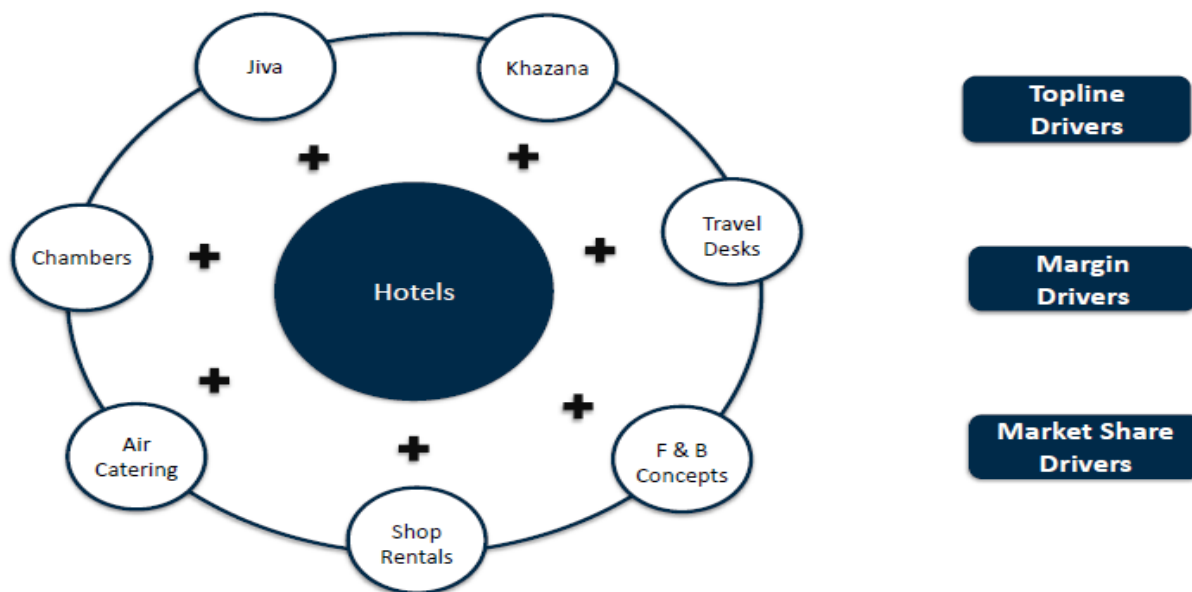 Jiva
Khazana
Chambers
Travel
Desks
Hotels
Air
Catering
F & B
Concepts
Shop
Rentals
Topline
Drivers
Margin
Drivers
Market Share
Drivers